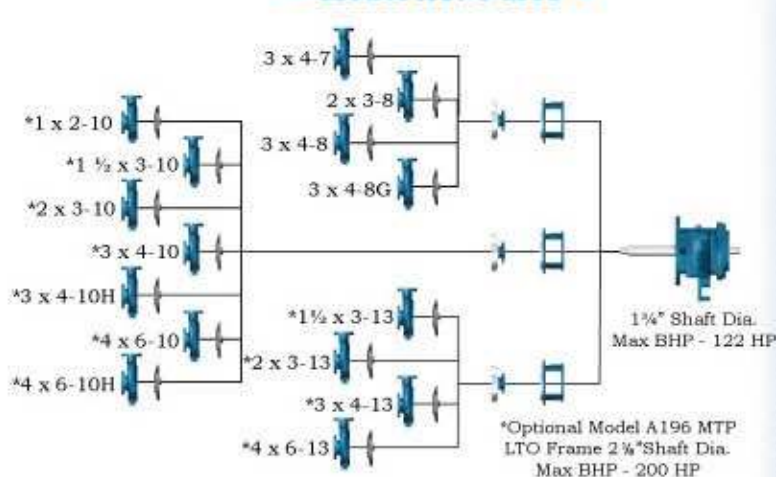 3 x 4-7
2 x 3-8
3 x 4-8
3 x 4-8G
*1 x 2-10
*1 ½ x 3-10
*2 x 3-10
*3 x 4-10
*3 x 4-10H
*4 x 6-10
*4 x 6-10H
*1½ x 3-13
*2 x 3-13
*3 x 4-13
*4 x 6-13
1¾" Shaft Dia.
Max BHP - 122 HP
*Optional Model A196 MTP
LTO Frame 2⅛"Shaft Dia.
Max BHP - 200 HP